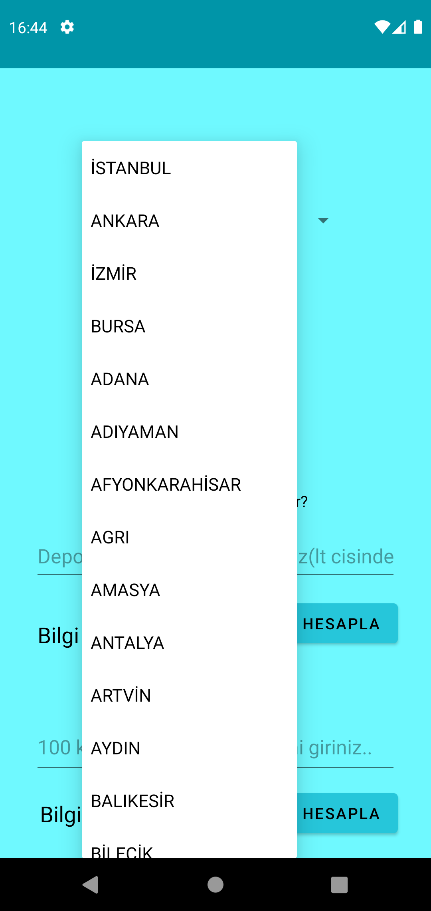 16:44
İSTANBUL
ANKARA
İZMİR
BURSA
ADANA
ADIYAMAN
AFYONKARAHİSAR
r?
AGRI
Depo z(lt cisinde
AMASYA
HESAPLA
Bilgi
ANTALYA
ARTVİN
100 k i giriniz..
AYDIN
BALIKESİR
Bilgi HESAPLA
BİLECİK